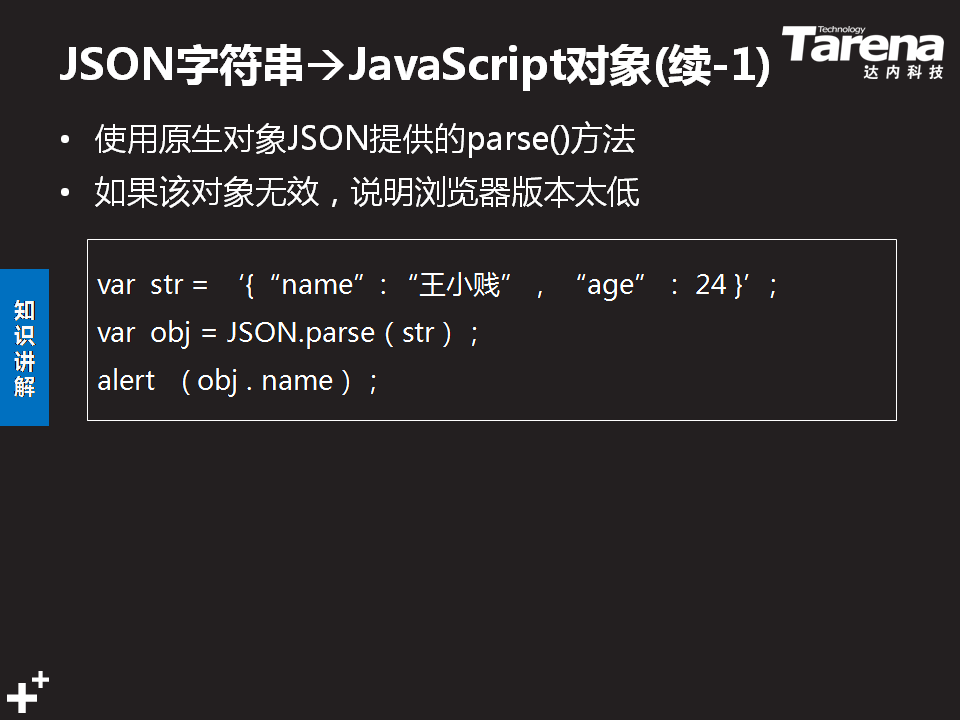 JSON字符串→JavaScript对象(续-1)
Technology
Tarena
达内科技
• 使用原生对象JSON提供的parse()方法
• 如果该对象无效，说明浏览器版本太低
知识讲解
var str = ‘{ “name” : “王小贱” , “age” : 24 }’ ;
var obj = JSON.parse ( str ) ;
alert ( obj . name ) ;